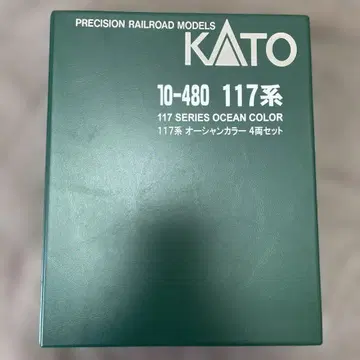 PRECISION RAILROAD MODELS
KATO
10-480 117系
117 SERIES OCEAN COLOR
117系 オーシャンカラー 4両セット